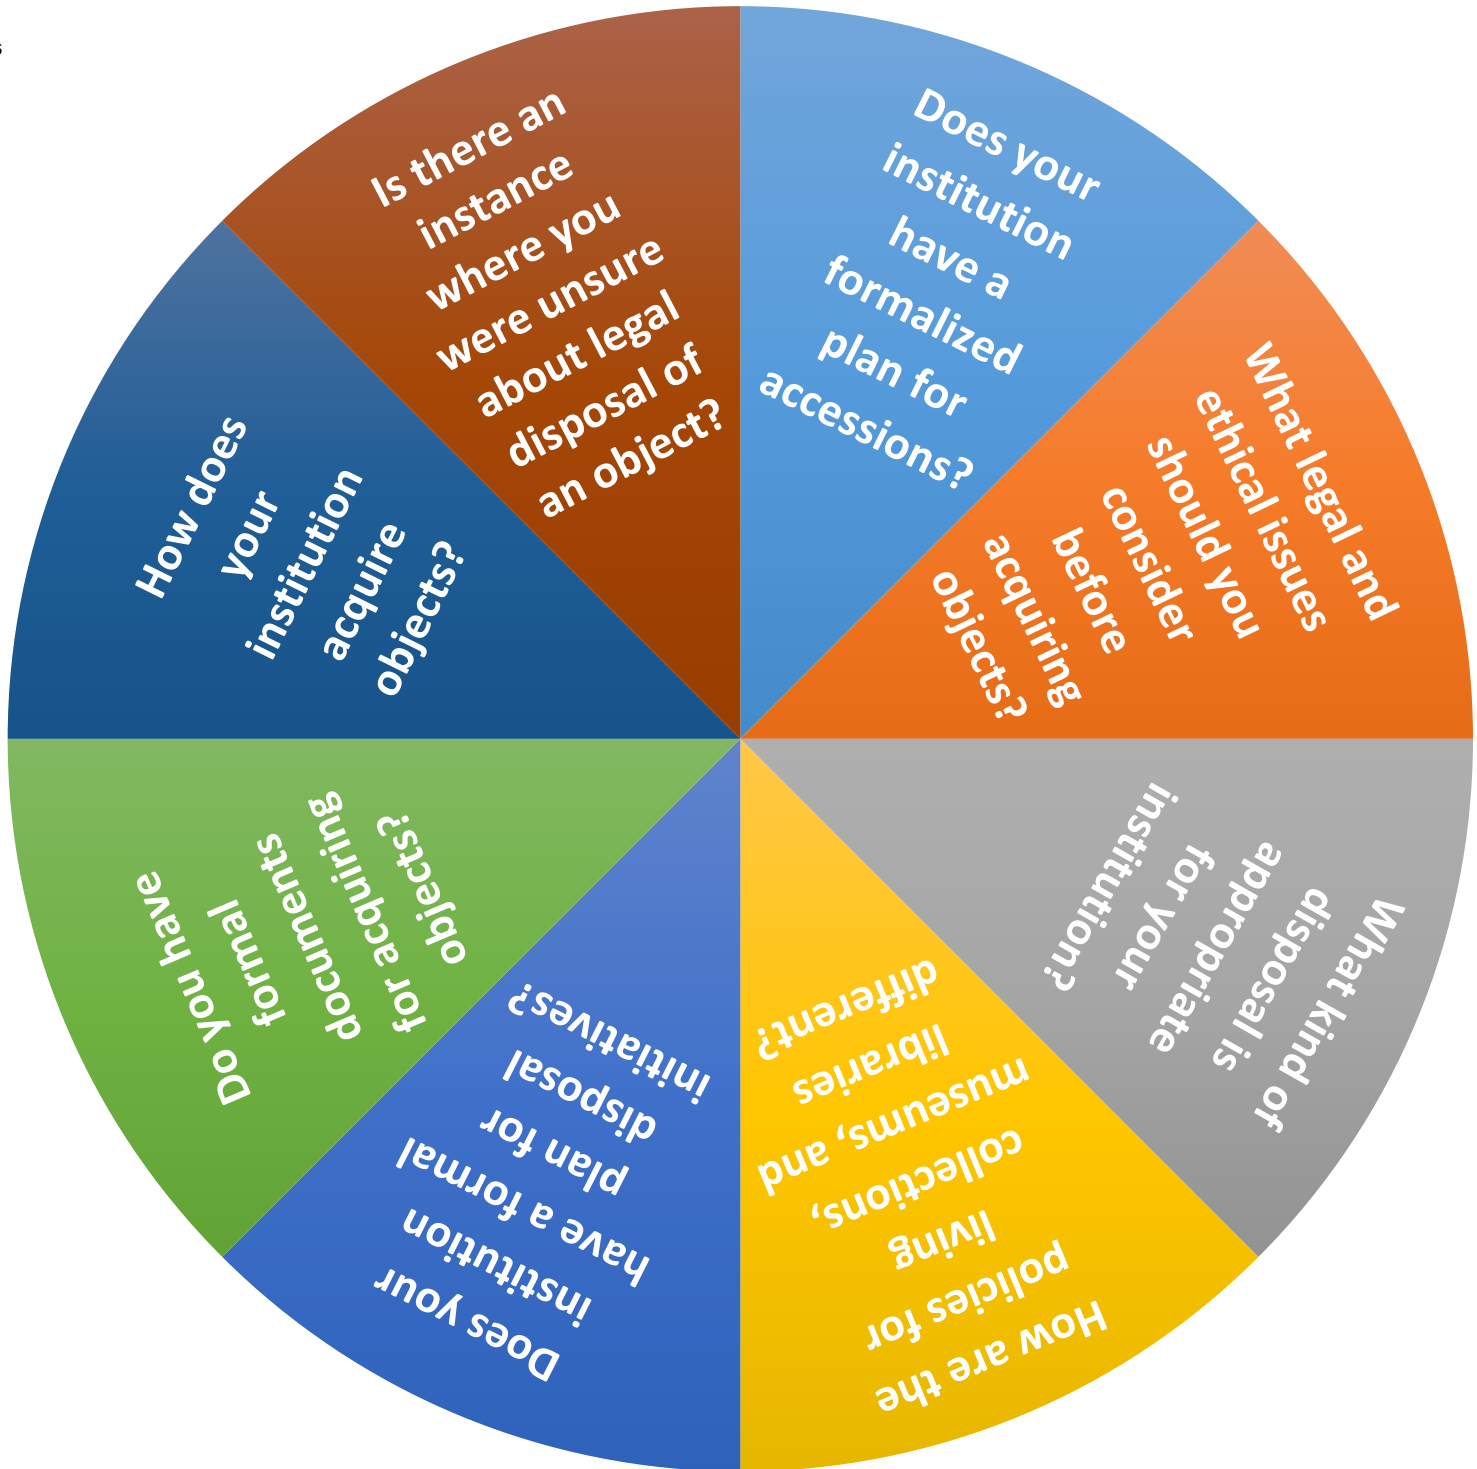 Does your
institution
have a
formalized
plan for
accessions?
What legal and
ethical issues
should you
consider
before
acquiring
objects?
What kind of
disposal is
appropriate
for your
institution?
How are the
policies for
living
collections,
museums, and
libraries
different?
Does your
institution
have a formal
plan for
disposal
initiatives?
Do you have
formal
documents
for acquiring
objects?
How does
your
institution
acquire
objects?
Is there an
instance
where you
were unsure
about legal
disposal of
an object?